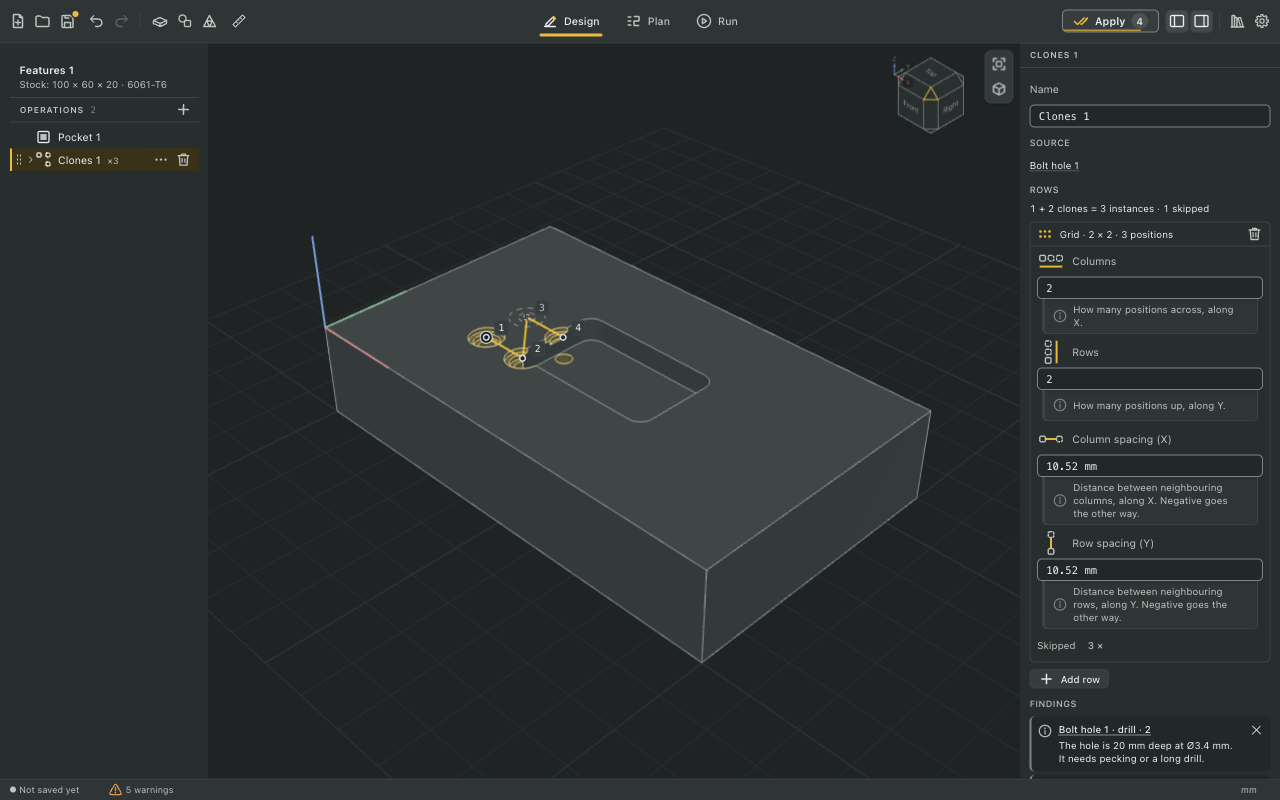 Design
Plan
Run
Apply 4
Features 1
Stock: 100 × 60 × 20 · 6061-T6
OPERATIONS 2
Pocket 1
Clones 1 ×3
Top
Front
Right
1
2
3
4
CLONES 1
Name
Clones 1
SOURCE
Bolt hole 1
ROWS
1 + 2 clones = 3 instances · 1 skipped
Grid · 2 × 2 · 3 positions
Columns
2
How many positions across, along
X.
Rows
2
How many positions up, along Y.
Column spacing (X)
10.52 mm
Distance between neighbouring
columns, along X. Negative goes
the other way.
Row spacing (Y)
10.52 mm
Distance between neighbouring
rows, along Y. Negative goes the
other way.
Skipped 3 ×
Add row
FINDINGS
Bolt hole 1 · drill · 2
The hole is 20 mm deep at Ø3.4 mm.
It needs pecking or a long drill.
Not saved yet
5 warnings
mm